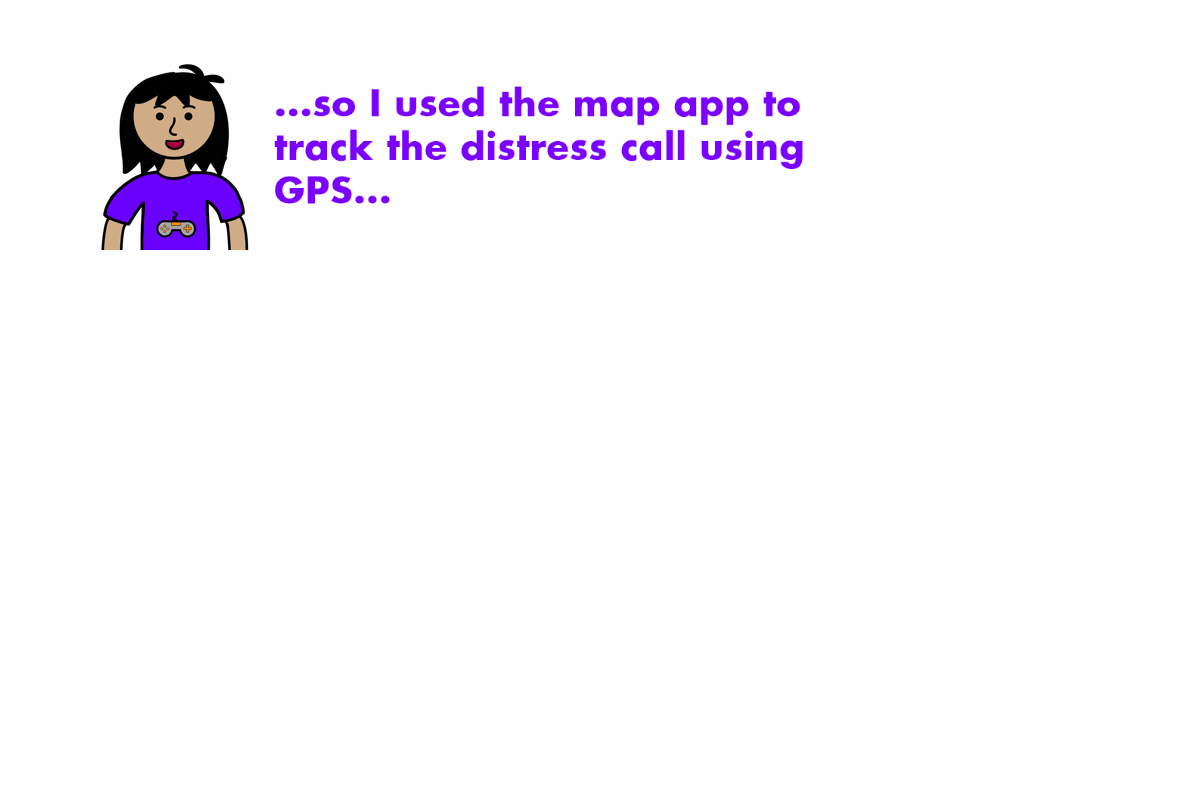 ...so I used the map app to
track the distress call using
GPS...